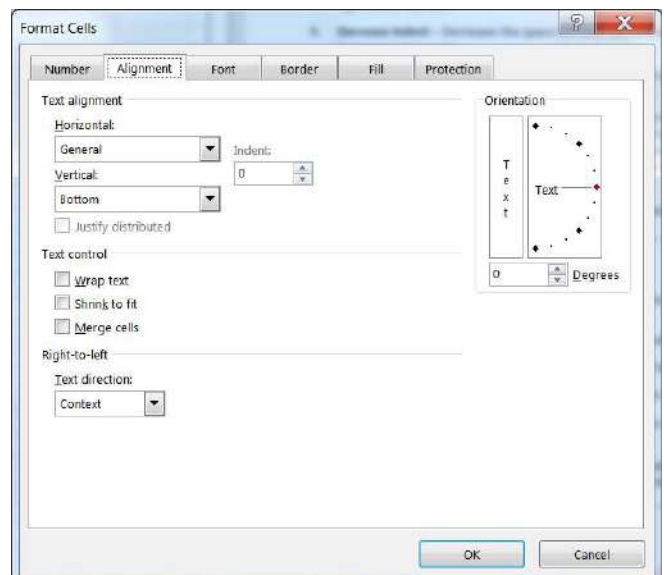 Format Cells
Number Alignment Font Border Fill Protection
Text alignment
Horizontal:
General
Indent:
Vertical:
0
Bottom
Justify distributed
Text control
Wrap text
Shrink to fit
Merge cells
Right-to-left
Text direction:
Context
Orientation
T
e
x
t
Text
0 Degrees
OK Cancel